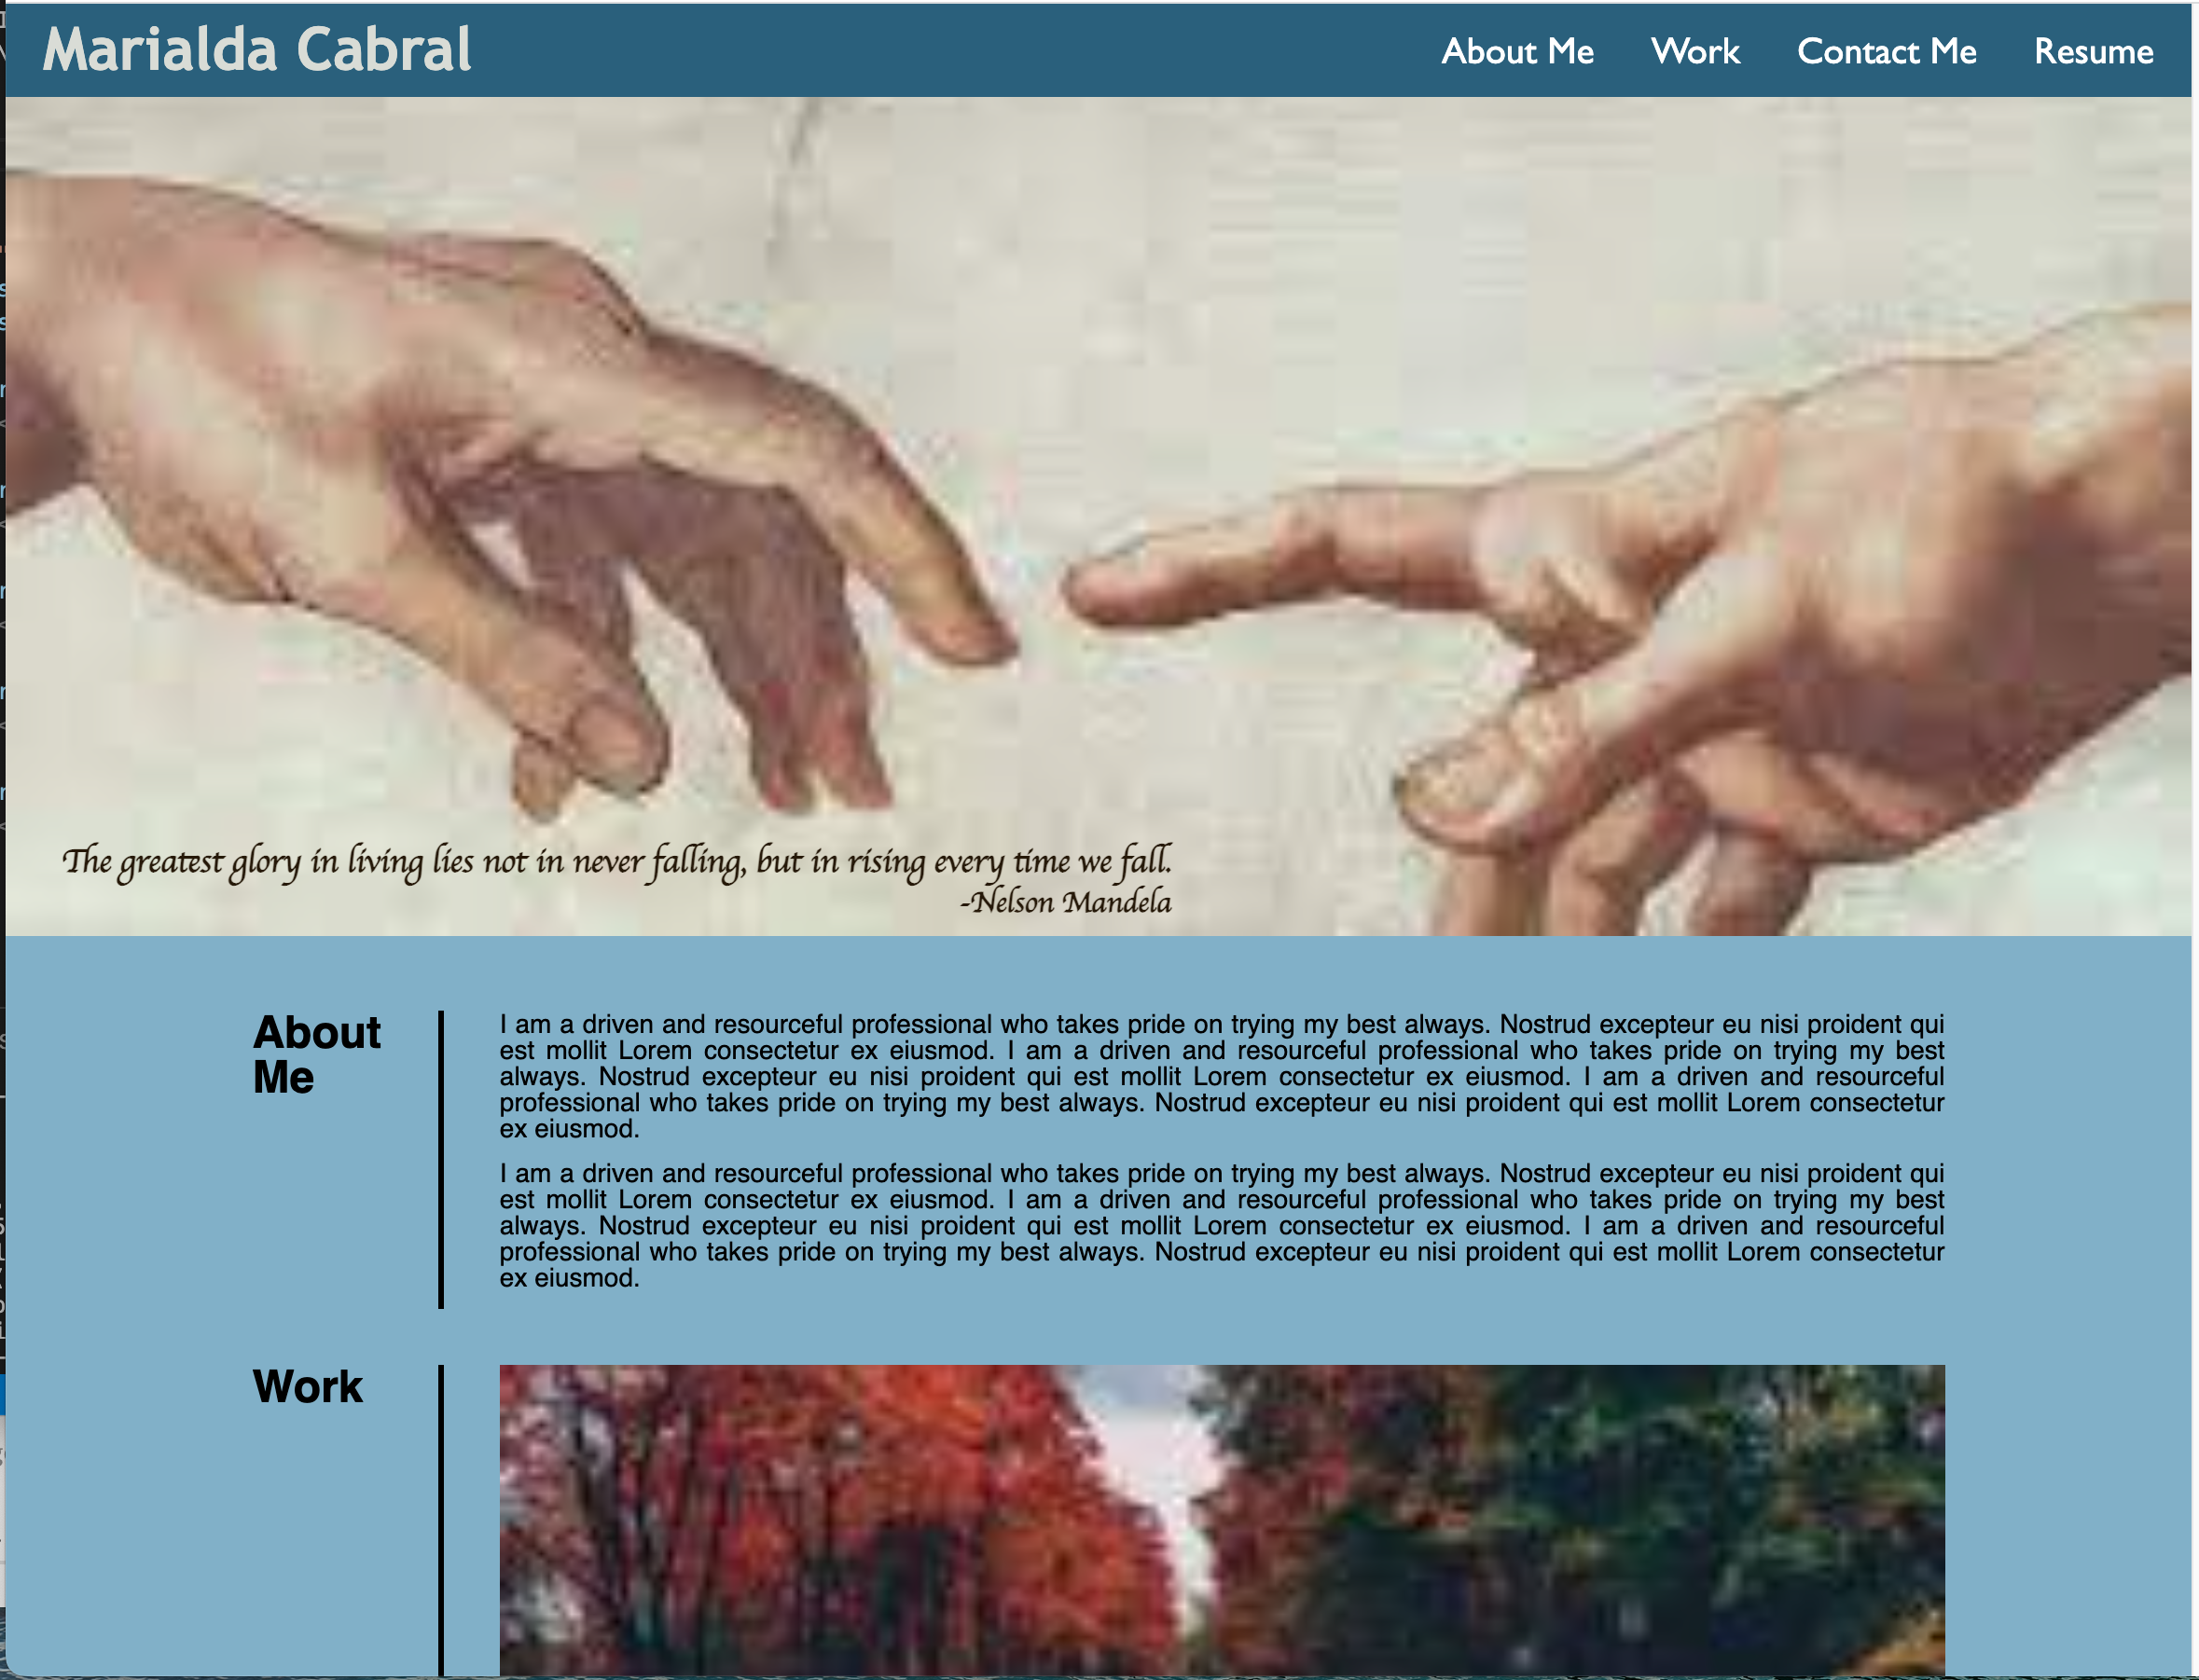 Marialda Cabral
About Me Work Contact Me Resume
The greatest glory in living lies not in never falling, but in rising every time we fall.
-Nelson Mandela
About
Me
I am a driven and resourceful professional who takes pride on trying my best always. Nostrud excepteur eu nisi proident qui
est mollit Lorem consectetur ex eiusmod. I am a driven and resourceful professional who takes pride on trying my best
always. Nostrud excepteur eu nisi proident qui est mollit Lorem consectetur ex eiusmod. I am a driven and resourceful
professional who takes pride on trying my best always. Nostrud excepteur eu nisi proident qui est mollit Lorem consectetur
ex eiusmod.
I am a driven and resourceful professional who takes pride on trying my best always. Nostrud excepteur eu nisi proident qui
est mollit Lorem consectetur ex eiusmod. I am a driven and resourceful professional who takes pride on trying my best
always. Nostrud excepteur eu nisi proident qui est mollit Lorem consectetur ex eiusmod. I am a driven and resourceful
professional who takes pride on trying my best always. Nostrud excepteur eu nisi proident qui est mollit Lorem consectetur
ex eiusmod.
Work